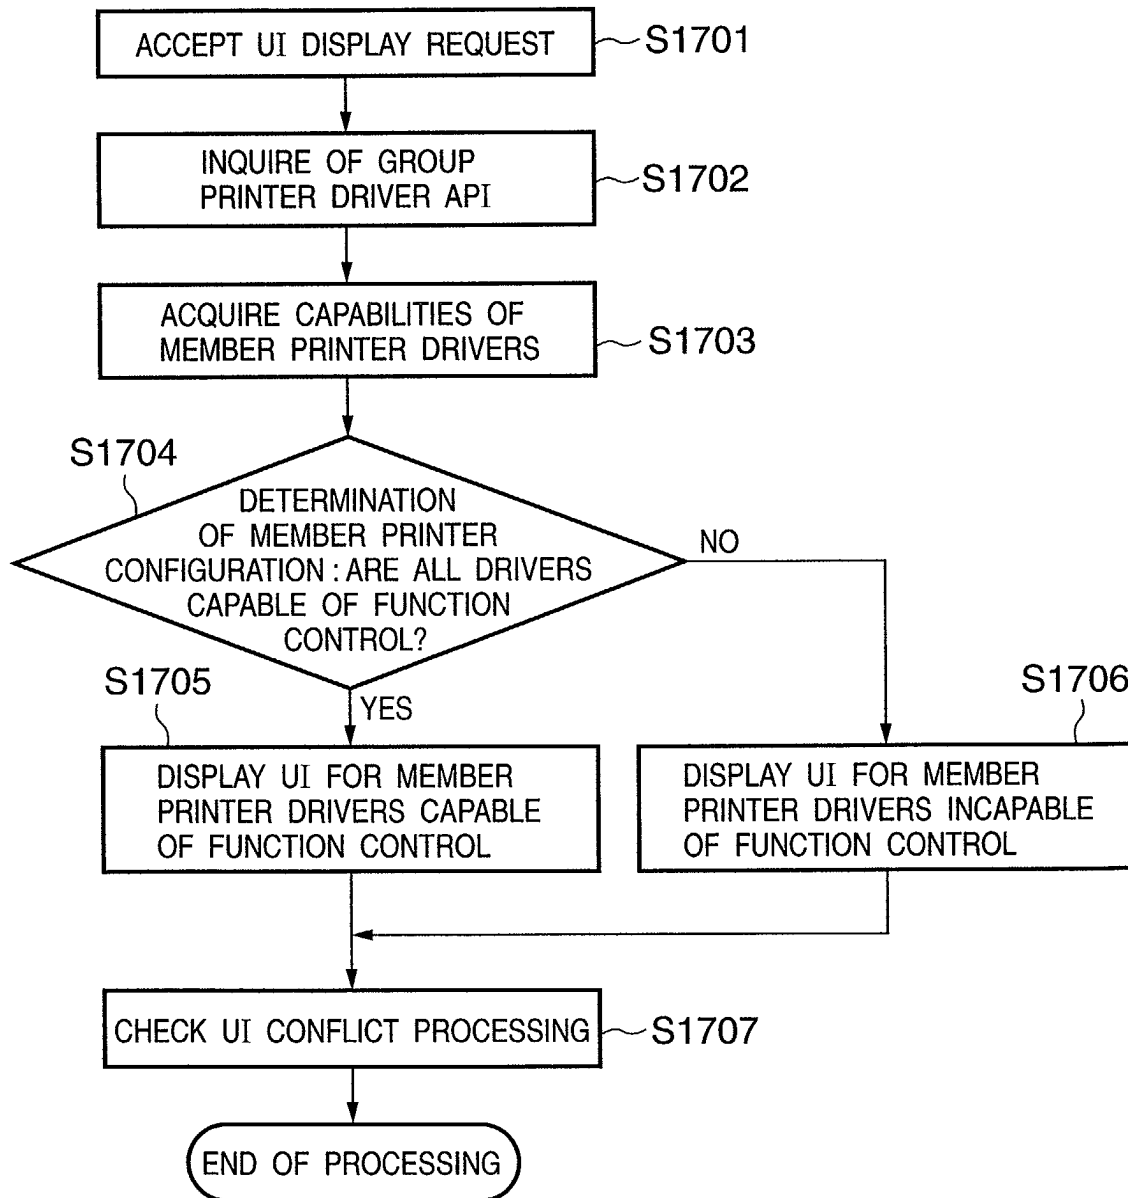 ACCEPT UI DISPLAY REQUEST
S1701
INQUIRE OF GROUP
PRINTER DRIVER API
S1702
ACQUIRE CAPABILITIES OF
MEMBER PRINTER DRIVERS
S1703
S1704
DETERMINATION
OF MEMBER PRINTER
CONFIGURATION : ARE ALL DRIVERS
CAPABLE OF FUNCTION
CONTROL?
NO
YES
S1705
DISPLAY UI FOR MEMBER
PRINTER DRIVERS CAPABLE
OF FUNCTION CONTROL
S1706
DISPLAY UI FOR MEMBER
PRINTER DRIVERS INCAPABLE
OF FUNCTION CONTROL
CHECK UI CONFLICT PROCESSING
S1707
END OF PROCESSING